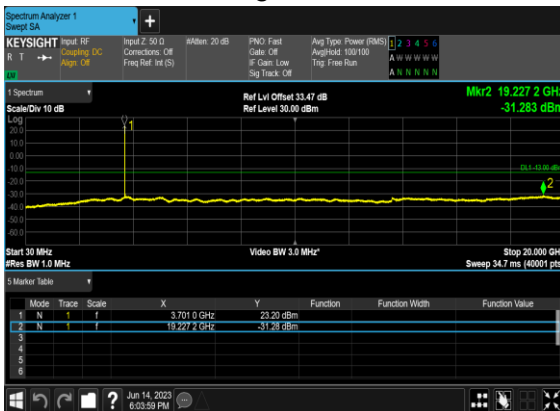 Spectrum Analyzer 1
Swept SA
KEYSIGHT Input: RF Input Z: 50 Ω #Atten: 20 dB PNO: Fast Avg Type: Power (RMS) 1 2 3 4 5 6
R T Coupling: DC Corrections: Off Gate: Off Avg|Hold: 100/100 A W W W W W
Align: Off Freq Ref: Int (S) IF Gain: Low Trig: Free Run
LV Sig Track: Off A N N N N N
1 Spectrum Ref Lvl Offset 33.47 dB Mkr2 19.227 2 GHz
Scale/Div 10 dB Ref Level 30.00 dBm -31.283 dBm
Log
20.0 1
10.0
0.00
-10.0 DL1 -13.00 dBm
-20.0 2
-30.0
-40.0
-50.0
-60.0
Start 30 MHz Video BW 3.0 MHz* Stop 20.000 GHz
#Res BW 1.0 MHz Sweep 34.7 ms (40001 pts)
5 Marker Table
Mode Trace Scale X Y Function Function Width Function Value
1 N 1 f 3.701 0 GHz 23.20 dBm
2 N 1 f 19.227 2 GHz -31.28 dBm
3
4
5
6
? Jun 14, 2023
6:03:59 PM